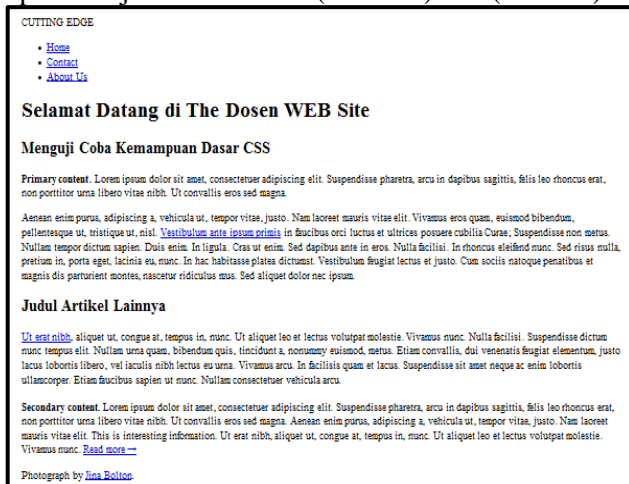 CUTTING EDGE
Home
Contact
About Us
Selamat Datang di The Dosen WEB Site
Menguji Coba Kemampuan Dasar CSS
Primary content. Lorem ipsum dolor sit amet, consectetuer adipiscing elit. Suspendisse pharetra, arcu in dapibus sagittis, felis leo rhoncus erat,
non porttitor urna libero vitae nibh. Ut convallis eros sed magna.
Aenean enim purus, adipiscing a, vehicula ut, tempor vitae, justo. Nam laoreet mauris vitae elit. Vivamus eros quam, euismod bibendum,
pellentesque ut, tristique ut, nisl. Vestibulum ante ipsum primis in faucibus orci luctus et ultrices posuere cubilia Curae; Suspendisse non metus.
Nullam tempor dictum sapien. Duis enim. In ligula. Cras ut enim. Sed dapibus ante in eros. Nulla facilisi. In rhoncus eleifend nunc. Sed risus nulla,
pretium in, porta eget, lacinia eu, nunc. In hac habitasse platea dictumst. Vestibulum feugiat lectus et justo. Cum sociis natoque penatibus et
magnis dis parturient montes, nascetur ridiculus mus. Sed aliquet dolor nec ipsum.
Judul Artikel Lainnya
Ut erat nibh, aliquet ut, congue at, tempus in, nunc. Ut aliquet leo et lectus volutpat molestie. Vivamus nunc. Nulla facilisi. Suspendisse dictum
nunc tempus elit. Nullam urna quam, bibendum quis, tincidunt a, nonummy euismod, metus. Etiam convallis, dui venenatis feugiat elementum, justo
lacus lobortis libero, vel iaculis nibh lectus eu urna. Vivamus arcu. In facilisis quam et lacus. Suspendisse sit amet neque ac enim lobortis
ullamcorper. Etiam faucibus sapien ut nunc. Nullam consectetuer vehicula arcu.
Secondary content. Lorem ipsum dolor sit amet, consectetuer adipiscing elit. Suspendisse pharetra, arcu in dapibus sagittis, felis leo rhoncus erat,
non porttitor urna libero vitae nibh. Ut convallis eros sed magna. Aenean enim purus, adipiscing a, vehicula ut, tempor vitae, justo. Nam laoreet
mauris vitae elit. This is interesting information. Ut erat nibh, aliquet ut, congue at, tempus in, nunc. Ut aliquet leo et lectus volutpat molestie.
Vivamus nunc. Read more →
Photograph by Jina Bolton.